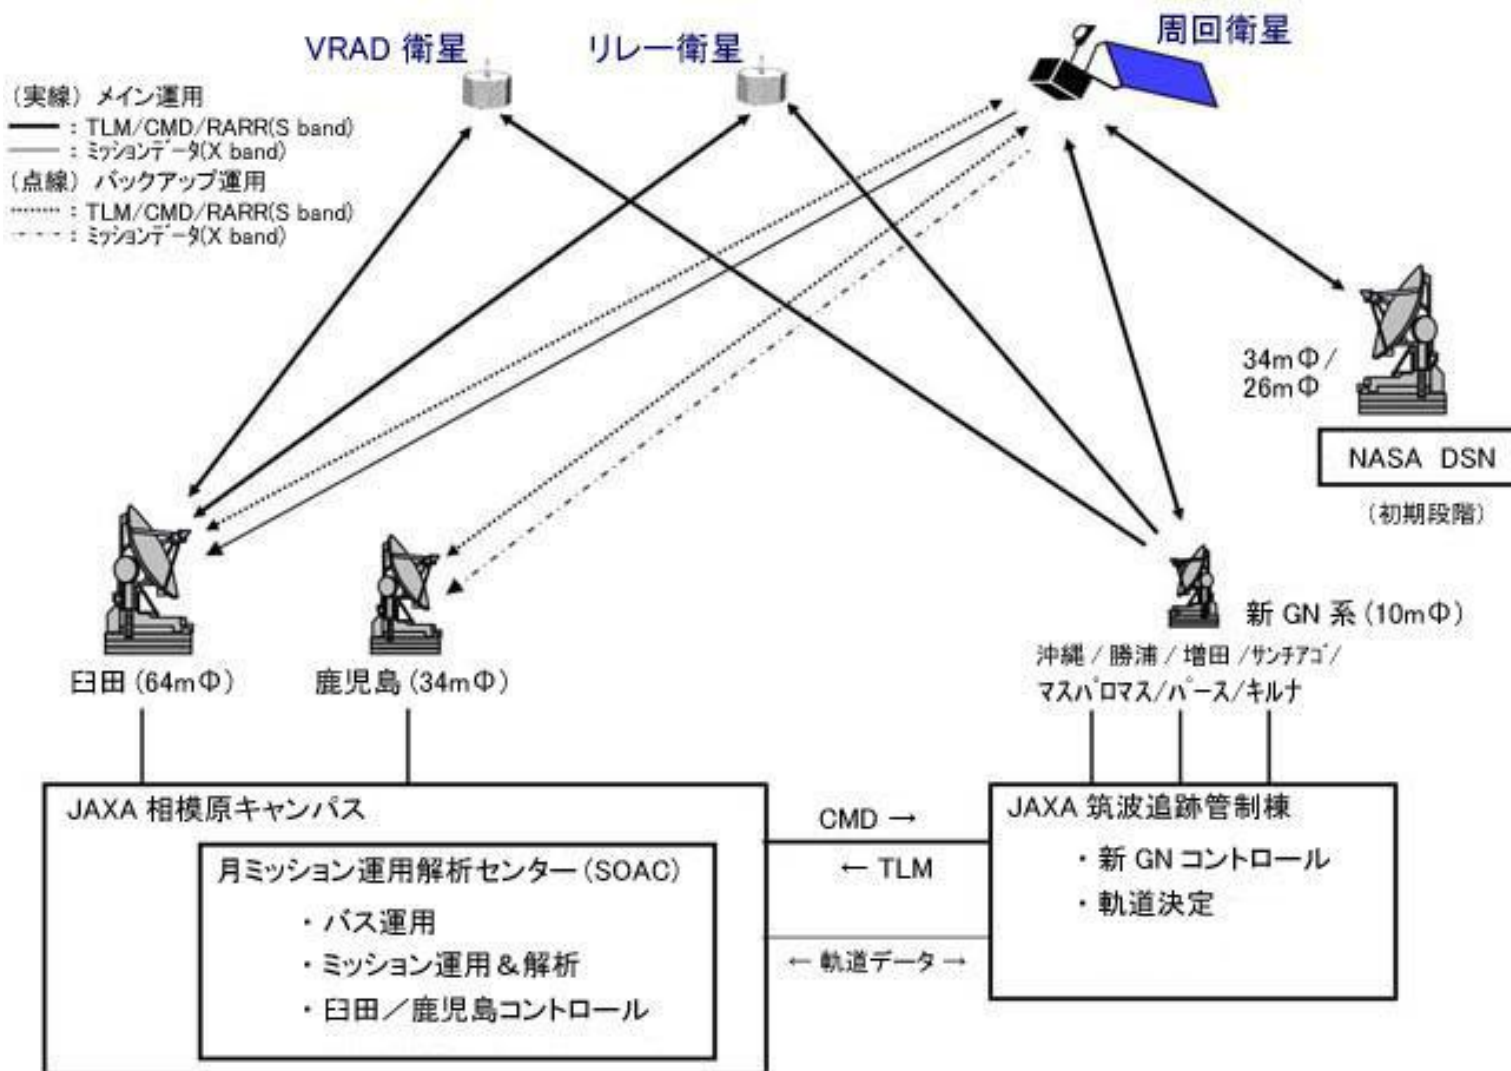 VRAD 衛星
リレー衛星
周回衛星
(実線) メイン運用
: TLM/CMD/RARR(S band)
: ミッションデータ(X band)
(点線) バックアップ運用
: TLM/CMD/RARR(S band)
: ミッションデータ(X band)
34mΦ/
26mΦ
NASA DSN
(初期段階)
臼田 (64mΦ)
鹿児島 (34mΦ)
新 GN 系 (10mΦ)
沖縄 / 勝浦 / 増田 /サンチアゴ/
マスパロマス/パース/キルナ
JAXA 相模原キャンパス
月ミッション運用解析センター (SOAC)
・バス運用
・ミッション運用&解析
・臼田/鹿児島コントロール
CMD →
← TLM
← 軌道データ →
JAXA 筑波追跡管制棟
・新 GN コントロール
・軌道決定